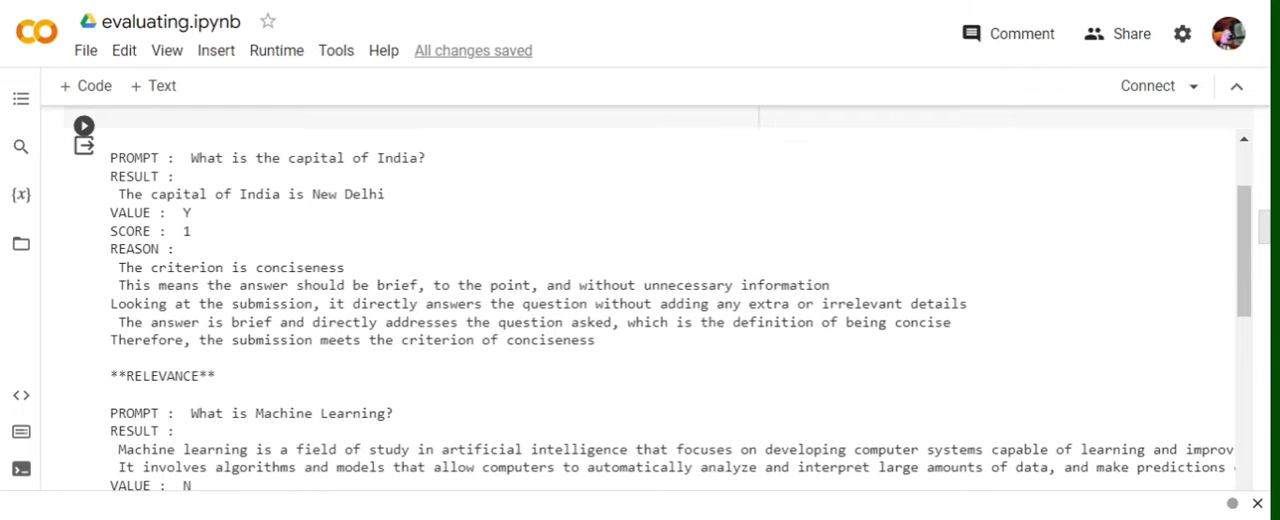 evaluating.ipynb
File Edit View Insert Runtime Tools Help All changes saved
Comment Share
+ Code + Text
Connect
PROMPT : What is the capital of India?
RESULT :
The capital of India is New Delhi
VALUE : Y
SCORE : 1
REASON :
The criterion is conciseness
This means the answer should be brief, to the point, and without unnecessary information
Looking at the submission, it directly answers the question without adding any extra or irrelevant details
The answer is brief and directly addresses the question asked, which is the definition of being concise
Therefore, the submission meets the criterion of conciseness
**RELEVANCE**
PROMPT : What is Machine Learning?
RESULT :
Machine learning is a field of study in artificial intelligence that focuses on developing computer systems capable of learning and improv
It involves algorithms and models that allow computers to automatically analyze and interpret large amounts of data, and make predictions
VALUE : N
{x}